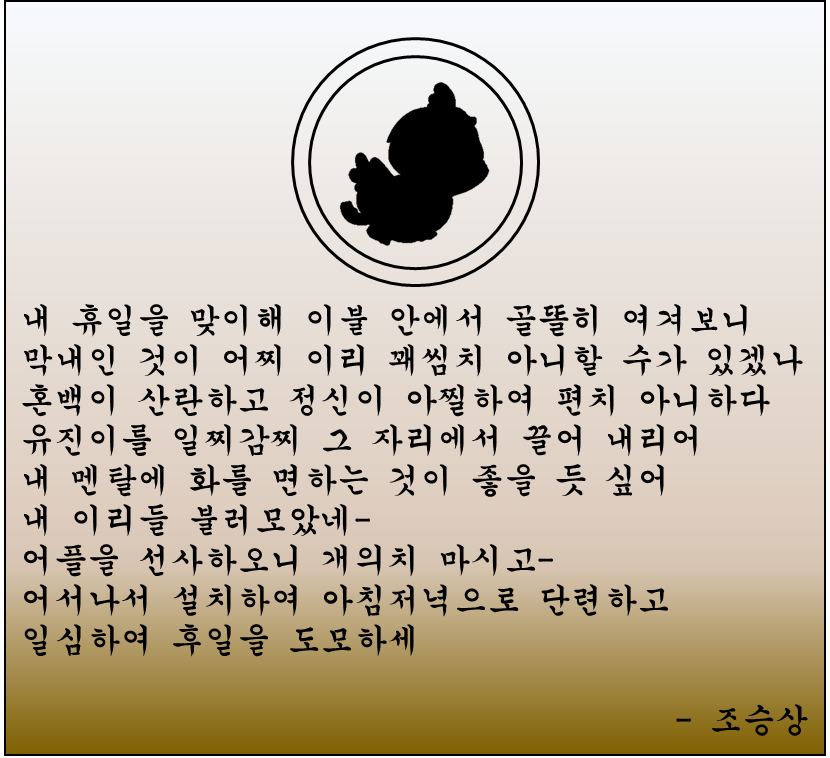 내 휴일을 맞이해 이불 안에서 골똘히 여겨보니
막내인 것이 어찌 이리 꽤씸치 아니할 수가 있겠나
혼백이 산란하고 정신이 아찔하여 편치 아니하다
유진이를 일찌감찌 그 자리에서 끌어 내리어
내 멘탈에 화를 면하는 것이 좋을 듯 싶어
내 이리들 불러모았네-
어플을 선사하오니 개의치 마시고-
어서나서 설치하여 아침저녁으로 단련하고
일심하여 후일을 도모하세
- 조승상